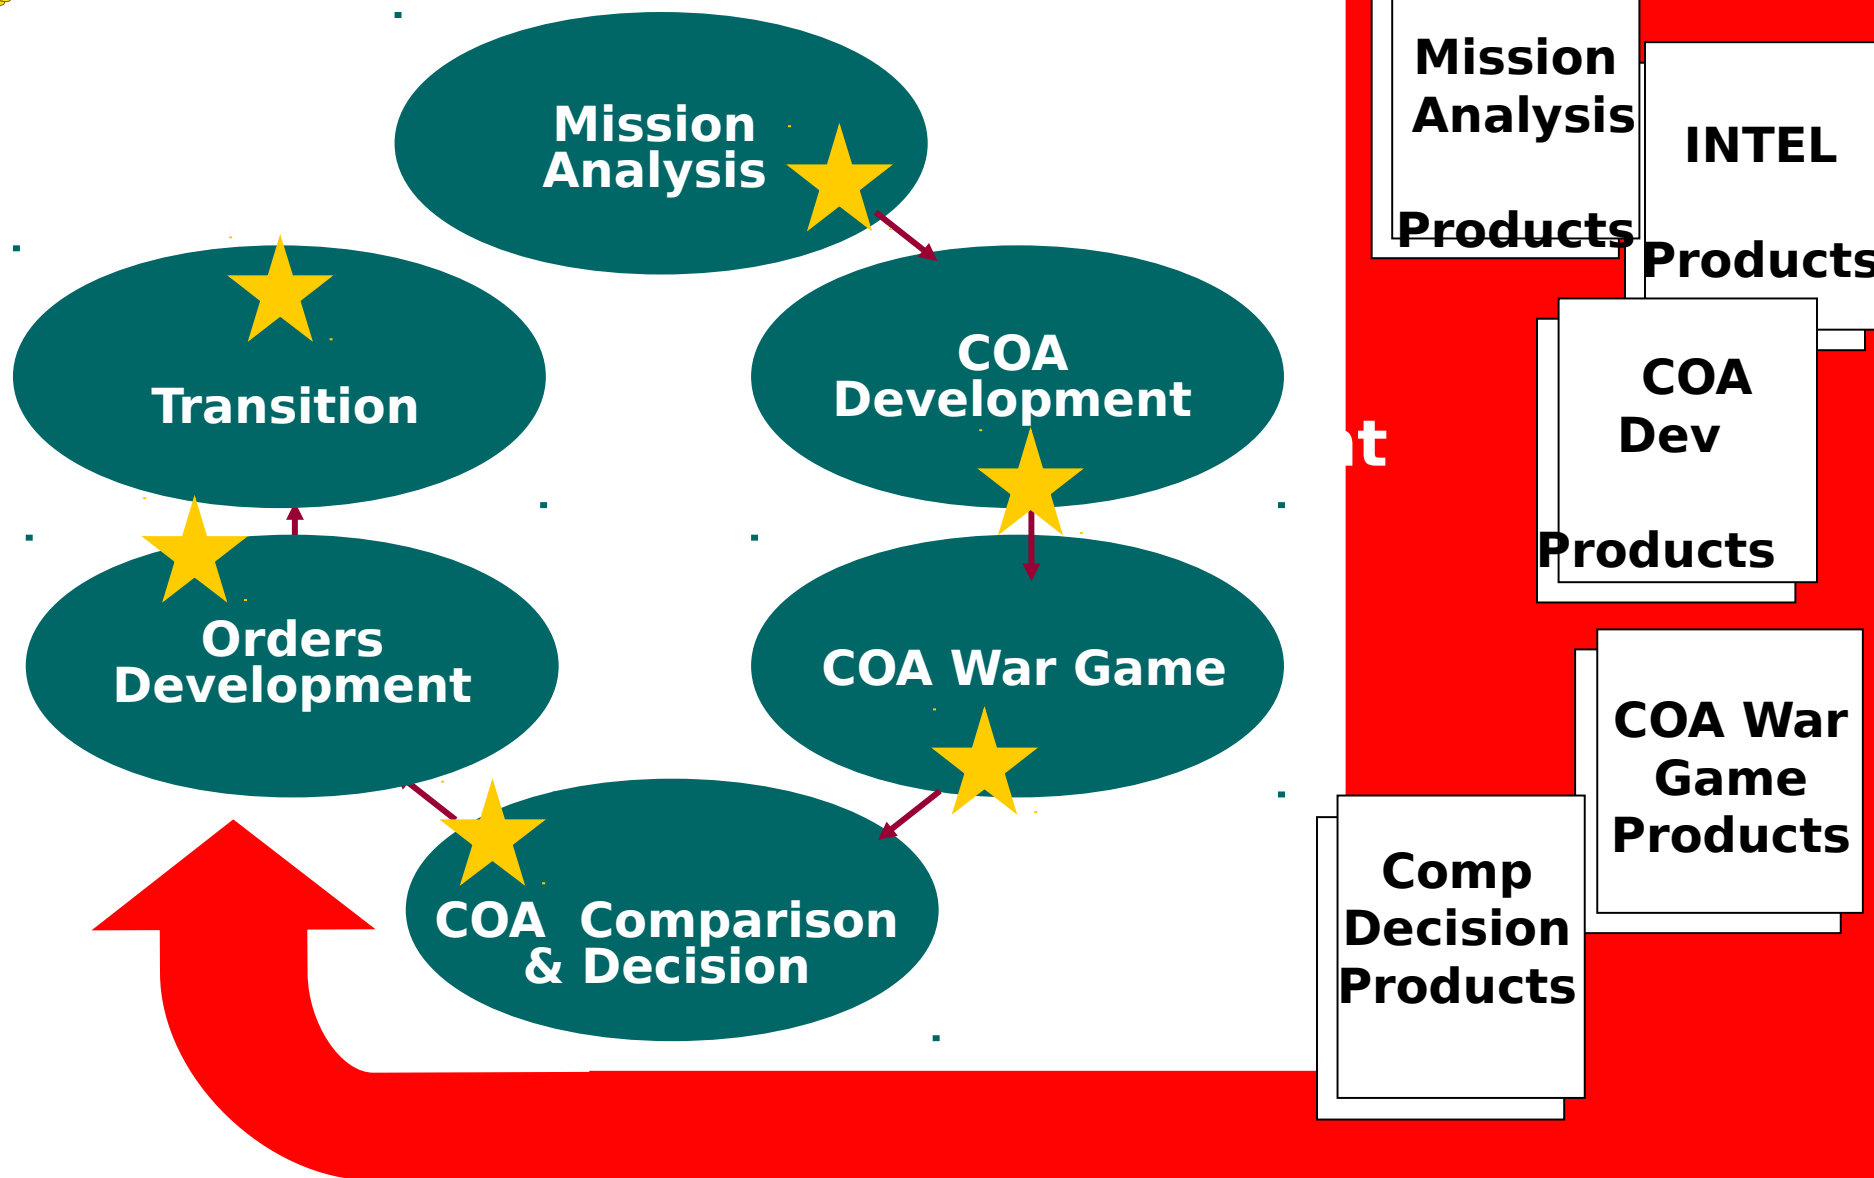 Mission
Analysis
Transition
COA
Development
Orders
Development
COA War Game
COA  Comparison
& Decision
Mission
Analysis
Products
INTEL
Products
COA
Dev
Products
COA War
Game
Products
Comp
Decision
Products